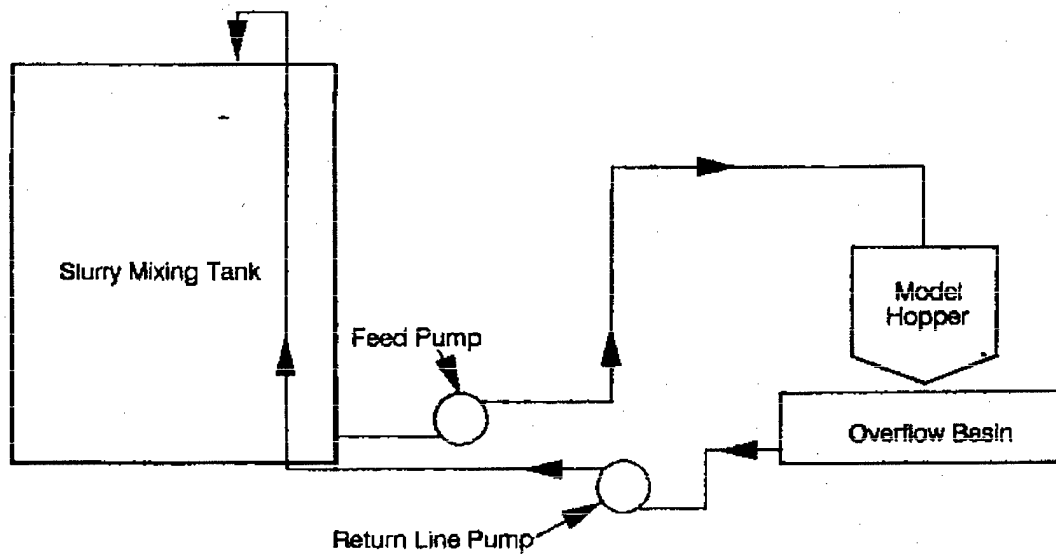 Slurry Mixing Tank
Feed Pump
Model
Hopper
Overflow Basin
Return Line Pump